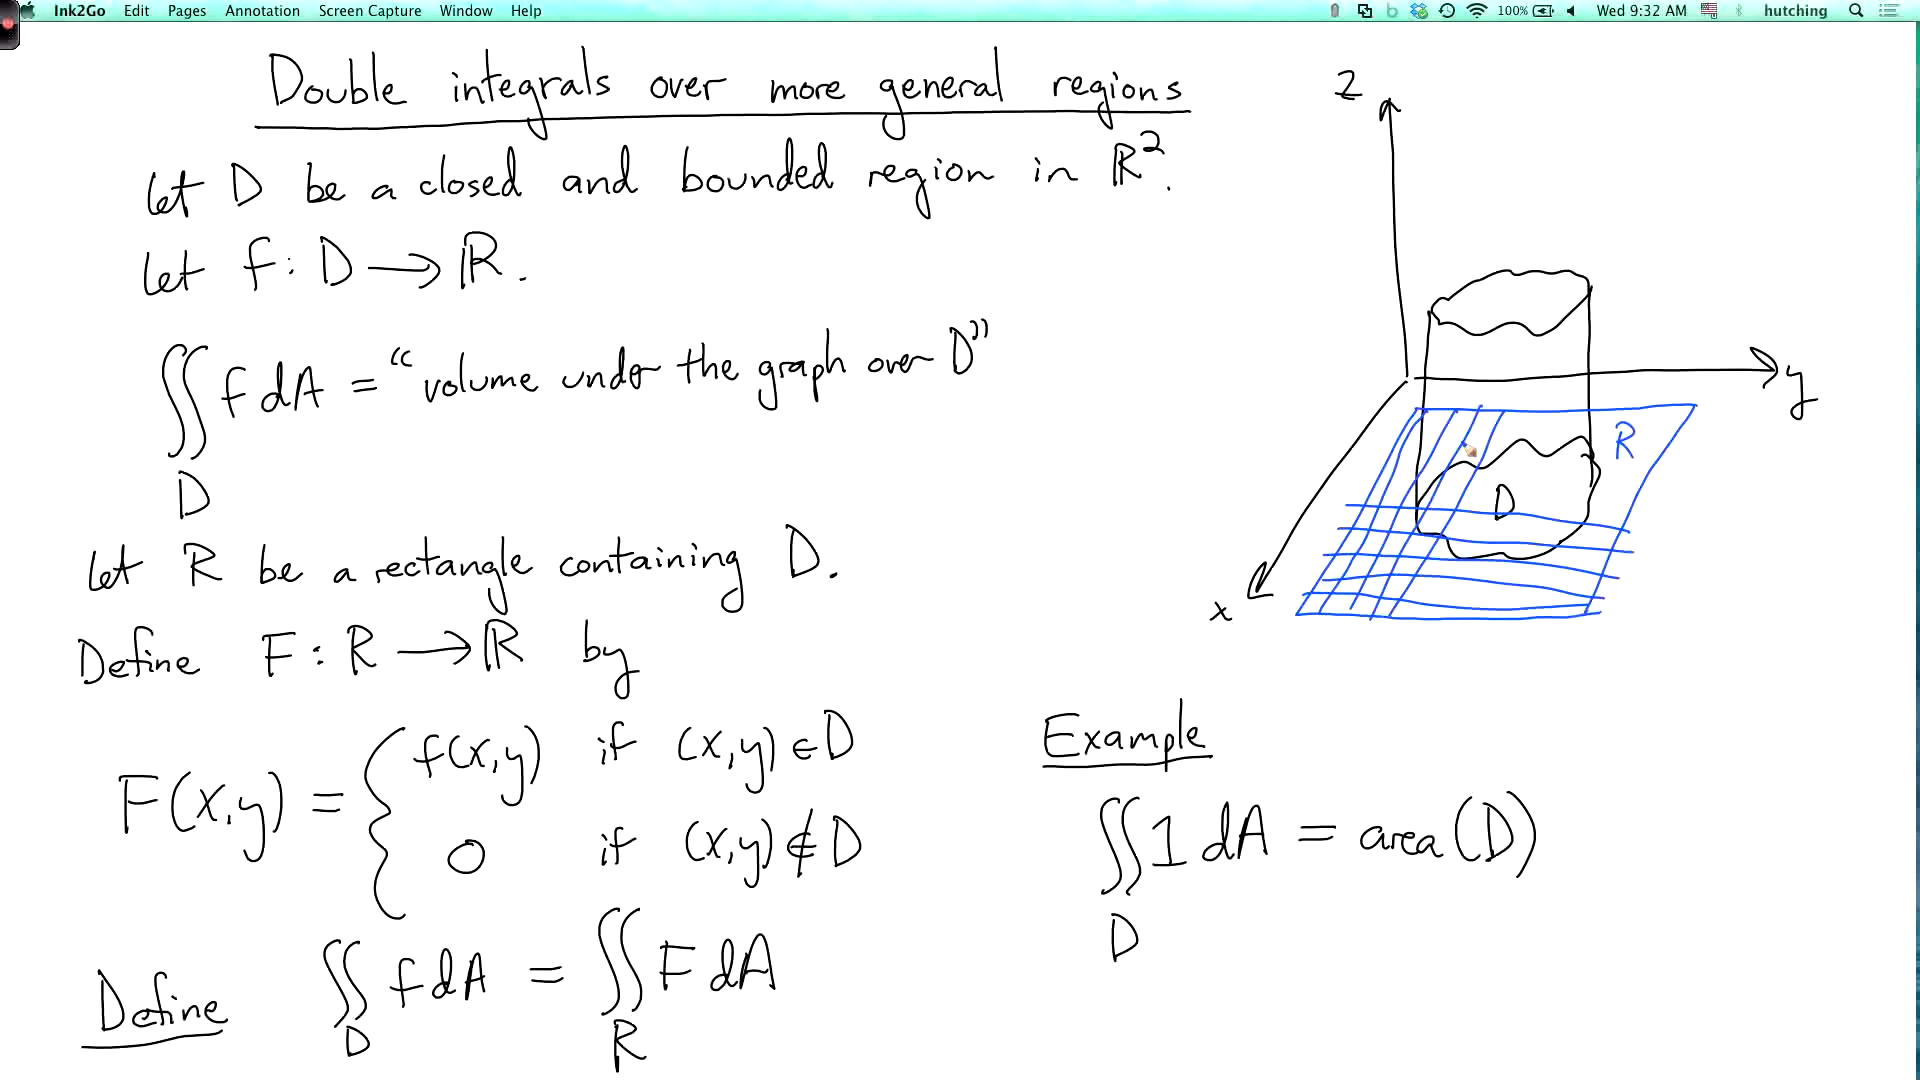 Ink2Go Edit Pages Annotation Screen Capture Window Help 100% Wed 9:32 AM hutching
Double integrals over more general regions
Let D be a closed and bounded region in ℝ².
Let f : D → ℝ.
∬_D f dA = “volume under the graph over D”
Let R be a rectangle containing D.
Define F : R → ℝ by
F(x,y) = { f(x,y) if (x,y) ∈ D
0 if (x,y) ∉ D
Define ∬_D f dA = ∬_R F dA
z
y
R
D
x
Example
∬_D 1 dA = area(D)